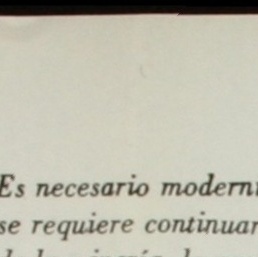 Es necesario moderni
se requiere continuar